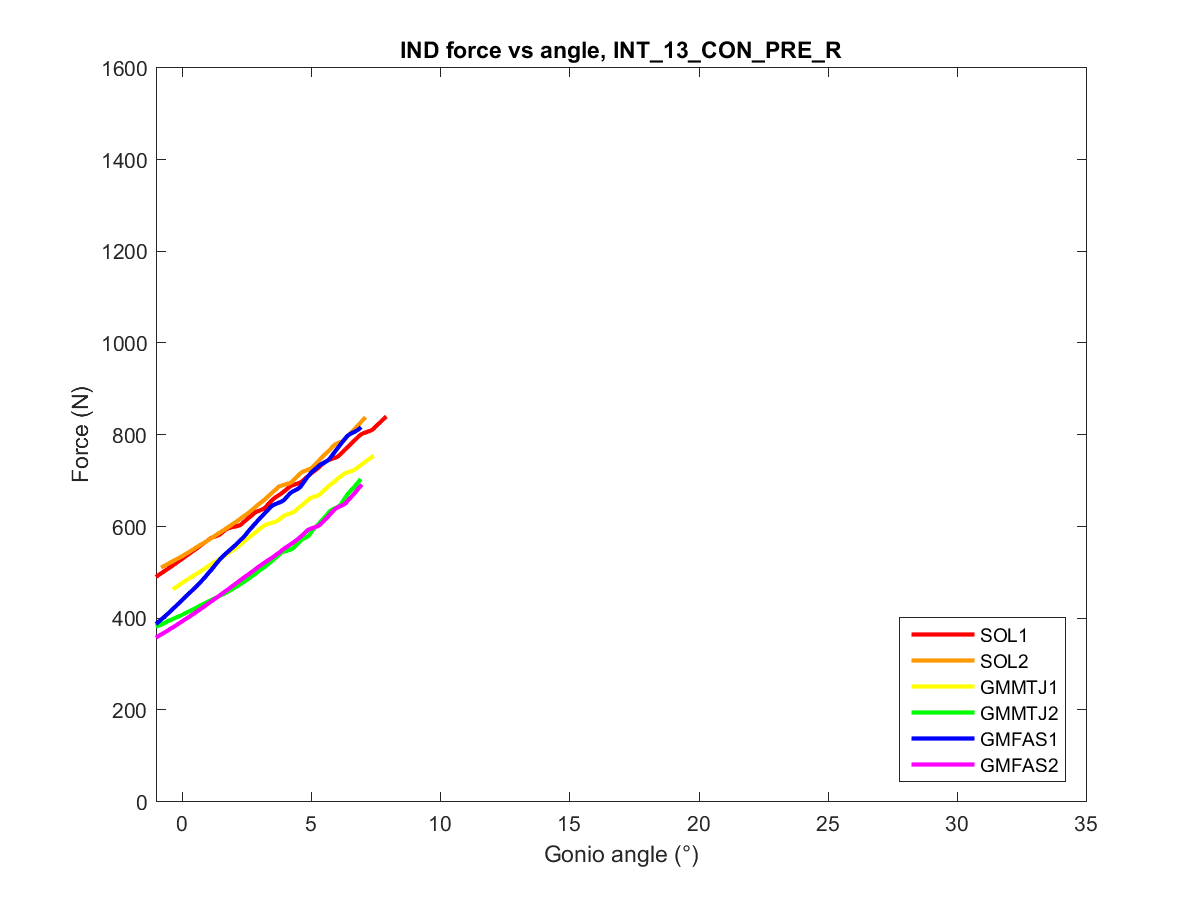 IND force vs angle, INT_13_CON_PRE_R
1600
1400
1200
1000
800
600
400
200
0
Force (N)
0 5 10 15 20 25 30 35
Gonio angle (°)
SOL1
SOL2
GMMTJ1
GMMTJ2
GMFAS1
GMFAS2